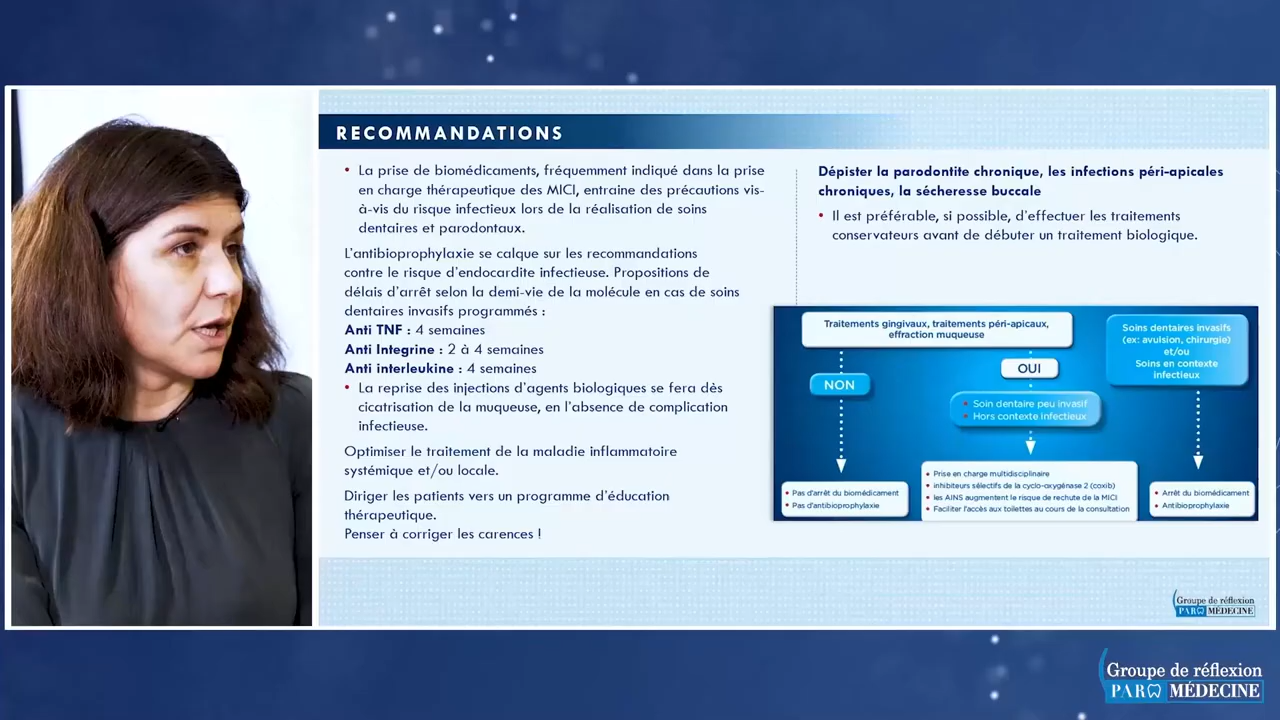 RECOMMANDATIONS
• La prise de biomédicaments, fréquemment indiqué dans la prise
en charge thérapeutique des MICI, entraine des précautions vis-
à-vis du risque infectieux lors de la réalisation de soins
dentaires et parodontaux.
L'antibioprophylaxie se calque sur les recommandations
contre le risque d'endocardite infectieuse. Propositions de
délais d'arrêt selon la demi-vie de la molécule en cas de soins
dentaires invasifs programmés :
Anti TNF : 4 semaines
Anti Integrine : 2 à 4 semaines
Anti interleukine : 4 semaines
• La reprise des injections d'agents biologiques se fera dès
cicatrisation de la muqueuse, en l'absence de complication
infectieuse.
Optimiser le traitement de la maladie inflammatoire
systémique et/ou locale.
Diriger les patients vers un programme d'éducation
thérapeutique.
Penser à corriger les carences !
Dépister la parodontite chronique, les infections péri-apicales
chroniques, la sécheresse buccale
• Il est préférable, si possible, d'effectuer les traitements
conservateurs avant de débuter un traitement biologique.
Traitements gingivaux, traitements péri-apicaux,
effraction muqueuse
NON
• Pas d'arrêt du biomédicament
• Pas d'antibioprophylaxie
OUI
• Soin dentaire peu invasif
• Hors contexte Infectieux
• Prise en charge multidisciplinaire
• inhibiteurs sélectifs de la cyclo-oxygénase 2 (coxib)
• les AINS augmentent le risque de rechute de la MICI
• Faciliter l'accès aux toilettes au cours de la consultation
Soins dentaires invasifs
(ex: avulsion, chirurgie)
et/ou
Soins en contexte
infectieux
• Arrêt du biomédicament
• Antibioprophylaxie
Groupe de réflexion
PARO MÉDECINE
Groupe de réflexion
PARO MÉDECINE